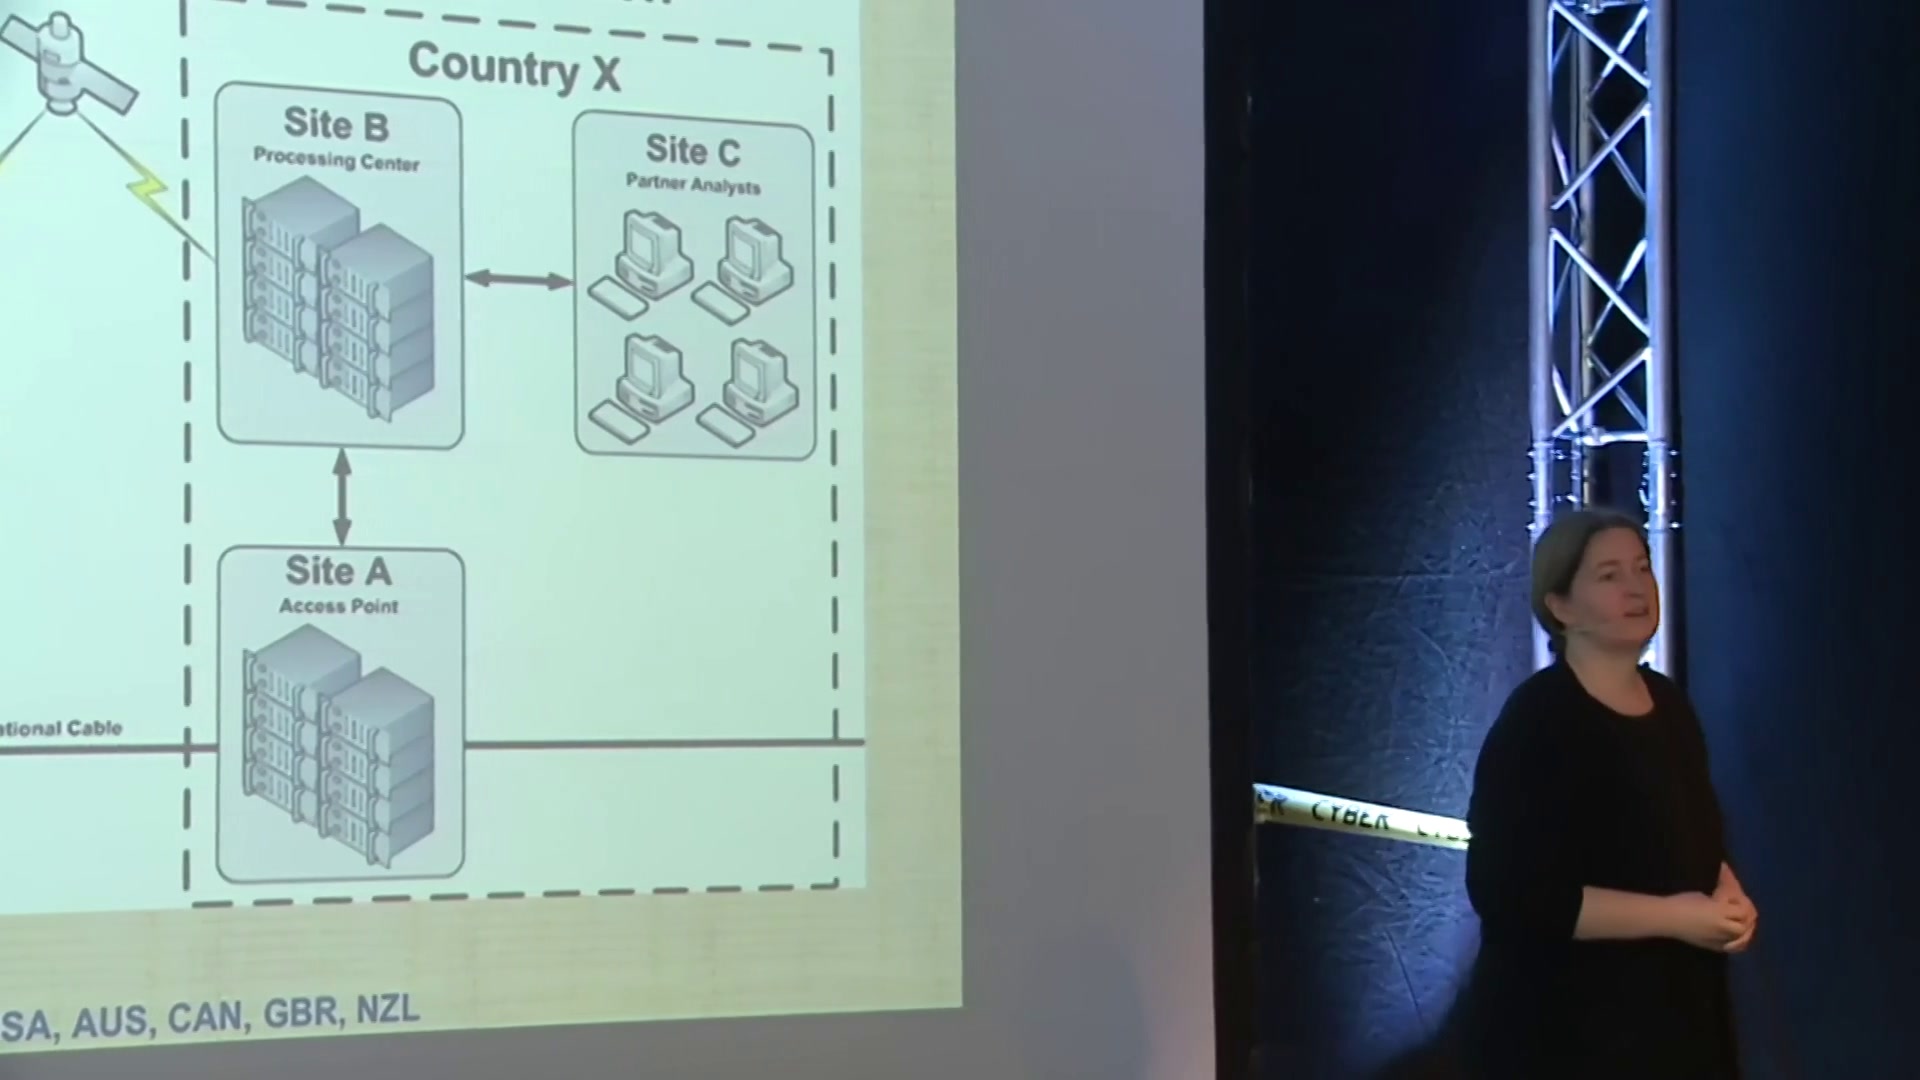 Country X
Site B
Processing Center
Site C
Partner Analysts
Site A
Access Point
ational Cable
SA, AUS, CAN, GBR, NZL
CYBER